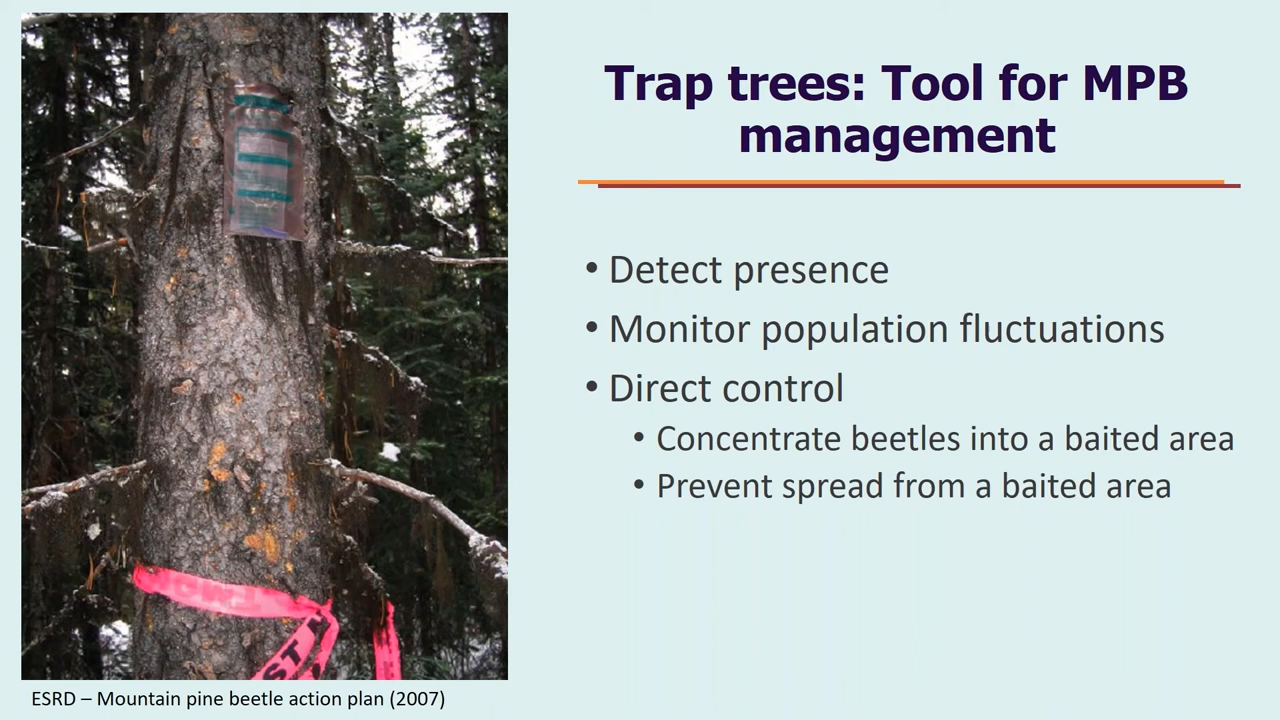 Trap trees: Tool for MPB
management
• Detect presence
• Monitor population fluctuations
• Direct control
• Concentrate beetles into a baited area
• Prevent spread from a baited area
ESRD – Mountain pine beetle action plan (2007)